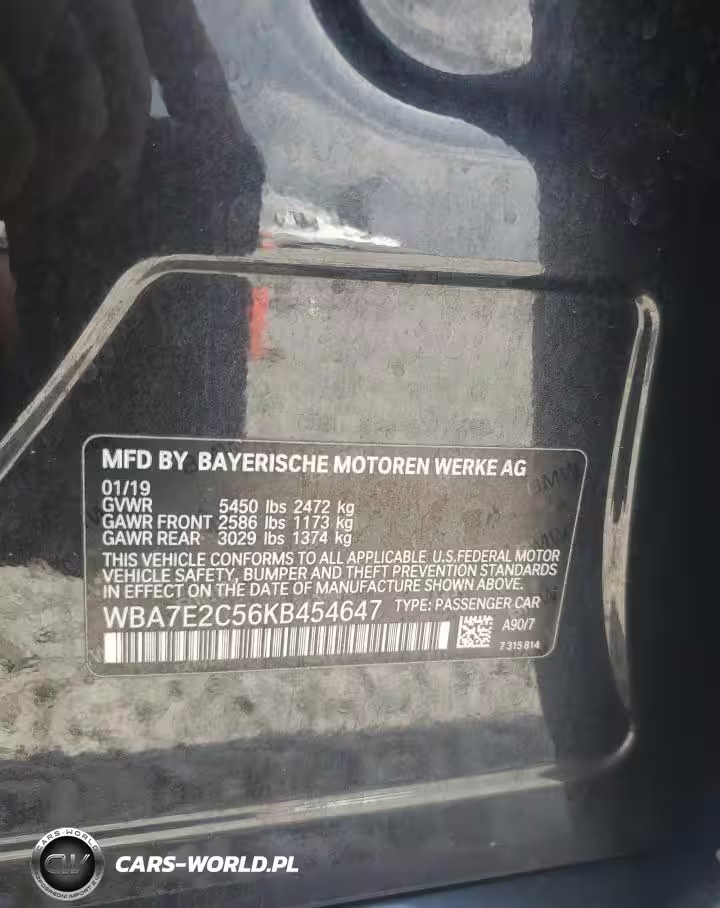 MFD BY BAYERISCHE MOTOREN WERKE AG
01/19
GVWR 5450 lbs 2472 kg
GAWR FRONT 2586 lbs 1173 kg
GAWR REAR 3029 lbs 1374 kg
THIS VEHICLE CONFORMS TO ALL APPLICABLE U.S.FEDERAL MOTOR
VEHICLE SAFETY, BUMPER AND THEFT PREVENTION STANDARDS
IN EFFECT ON THE DATE OF MANUFACTURE SHOWN ABOVE.
WBA7E2C56KB454647 TYPE: PASSENGER CAR
A90/7
7 315 814
CARS-WORLD
CW
CARS-WORLD.PL